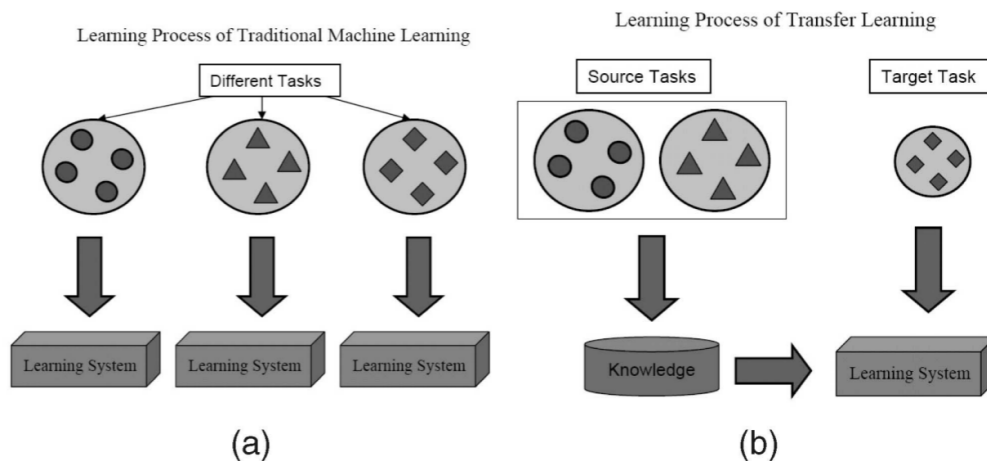 Learning Process of Traditional Machine Learning
Different Tasks
Learning System
Learning System
Learning System
(a)
Learning Process of Transfer Learning
Source Tasks
Target Task
Knowledge
Learning System
(b)